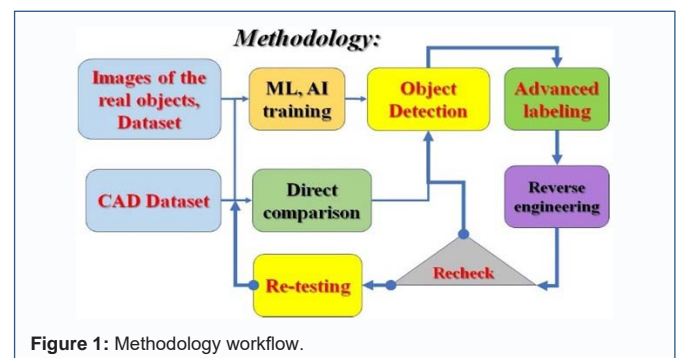 Methodology:
Images of the
real objects,
Dataset
ML, AI
training
Object
Detection
Advanced
labeling
CAD Dataset
Direct
comparison
Reverse
engineering
Re-testing
Recheck
Figure 1: Methodology workflow.